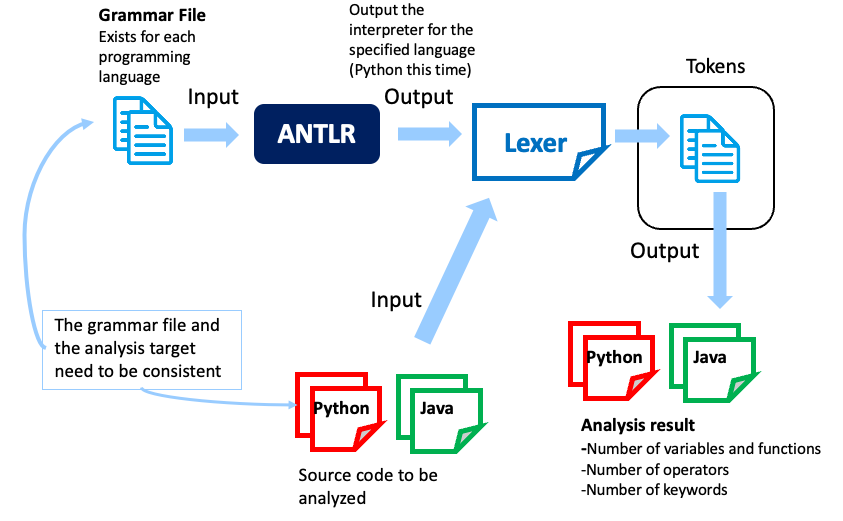 Grammar File
Exists for each
programming
language
Input
ANTLR
Output the
interpreter for the
specified language
(Python this time)
Output
Lexer
Tokens
Output
Input
The grammar file and
the analysis target
need to be consistent
Python
Java
Source code to be
analyzed
Python
Java
Analysis result
-Number of variables and functions
-Number of operators
-Number of keywords